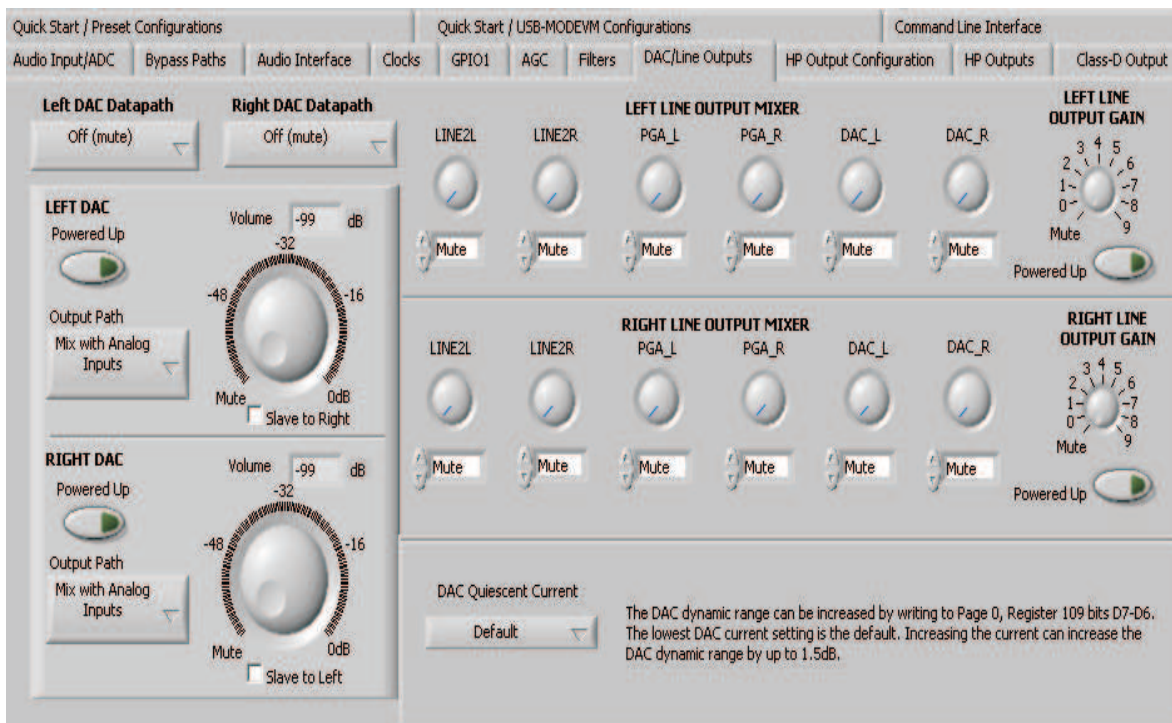 Quick Start / Preset Configurations Quick Start / USB-MODEVM Configurations Command Line Interface
Audio Input/ADC Bypass Paths Audio Interface Clocks GPIO1 AGC Filters DAC/Line Outputs HP Output Configuration HP Outputs Class-D Output
Left DAC Datapath Right DAC Datapath
Off (mute) Off (mute)
LEFT DAC
Powered Up
Volume -99 dB
-32
-48 -16
Output Path
Mix with Analog
Inputs
Mute 0dB
Slave to Right
RIGHT DAC
Powered Up
Volume -99 dB
-32
-48 -16
Output Path
Mix with Analog
Inputs
Mute 0dB
Slave to Left
LEFT LINE OUTPUT MIXER
LINE2L LINE2R PGA_L PGA_R DAC_L DAC_R
Mute Mute Mute Mute Mute Mute
LEFT LINE
OUTPUT GAIN
3 4 5
2 6
1 7
0 8
Mute 9
Powered Up
RIGHT LINE OUTPUT MIXER
LINE2L LINE2R PGA_L PGA_R DAC_L DAC_R
Mute Mute Mute Mute Mute Mute
RIGHT LINE
OUTPUT GAIN
3 4 5
2 6
1 7
0 8
Mute 9
Powered Up
DAC Quiescent Current
Default
The DAC dynamic range can be increased by writing to Page 0, Register 109 bits D7-D6.
The lowest DAC current setting is the default. Increasing the current can increase the
DAC dynamic range by up to 1.5dB.